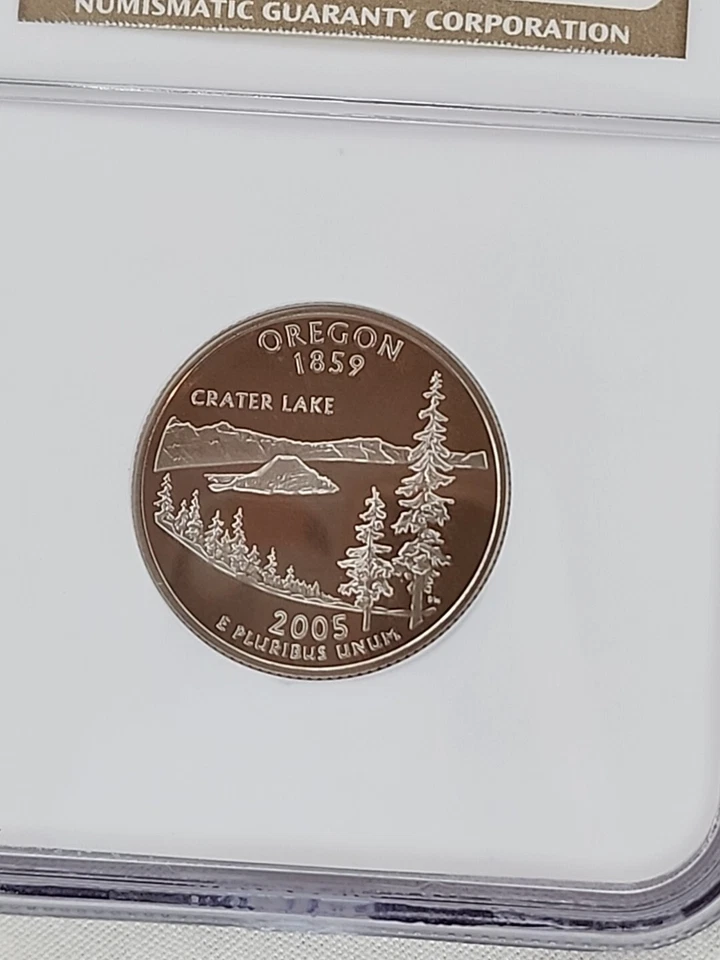 NUMISMATIC GUARANTY CORPORATION
OREGON
1859
CRATER LAKE
2005
E PLURIBUS UNUM